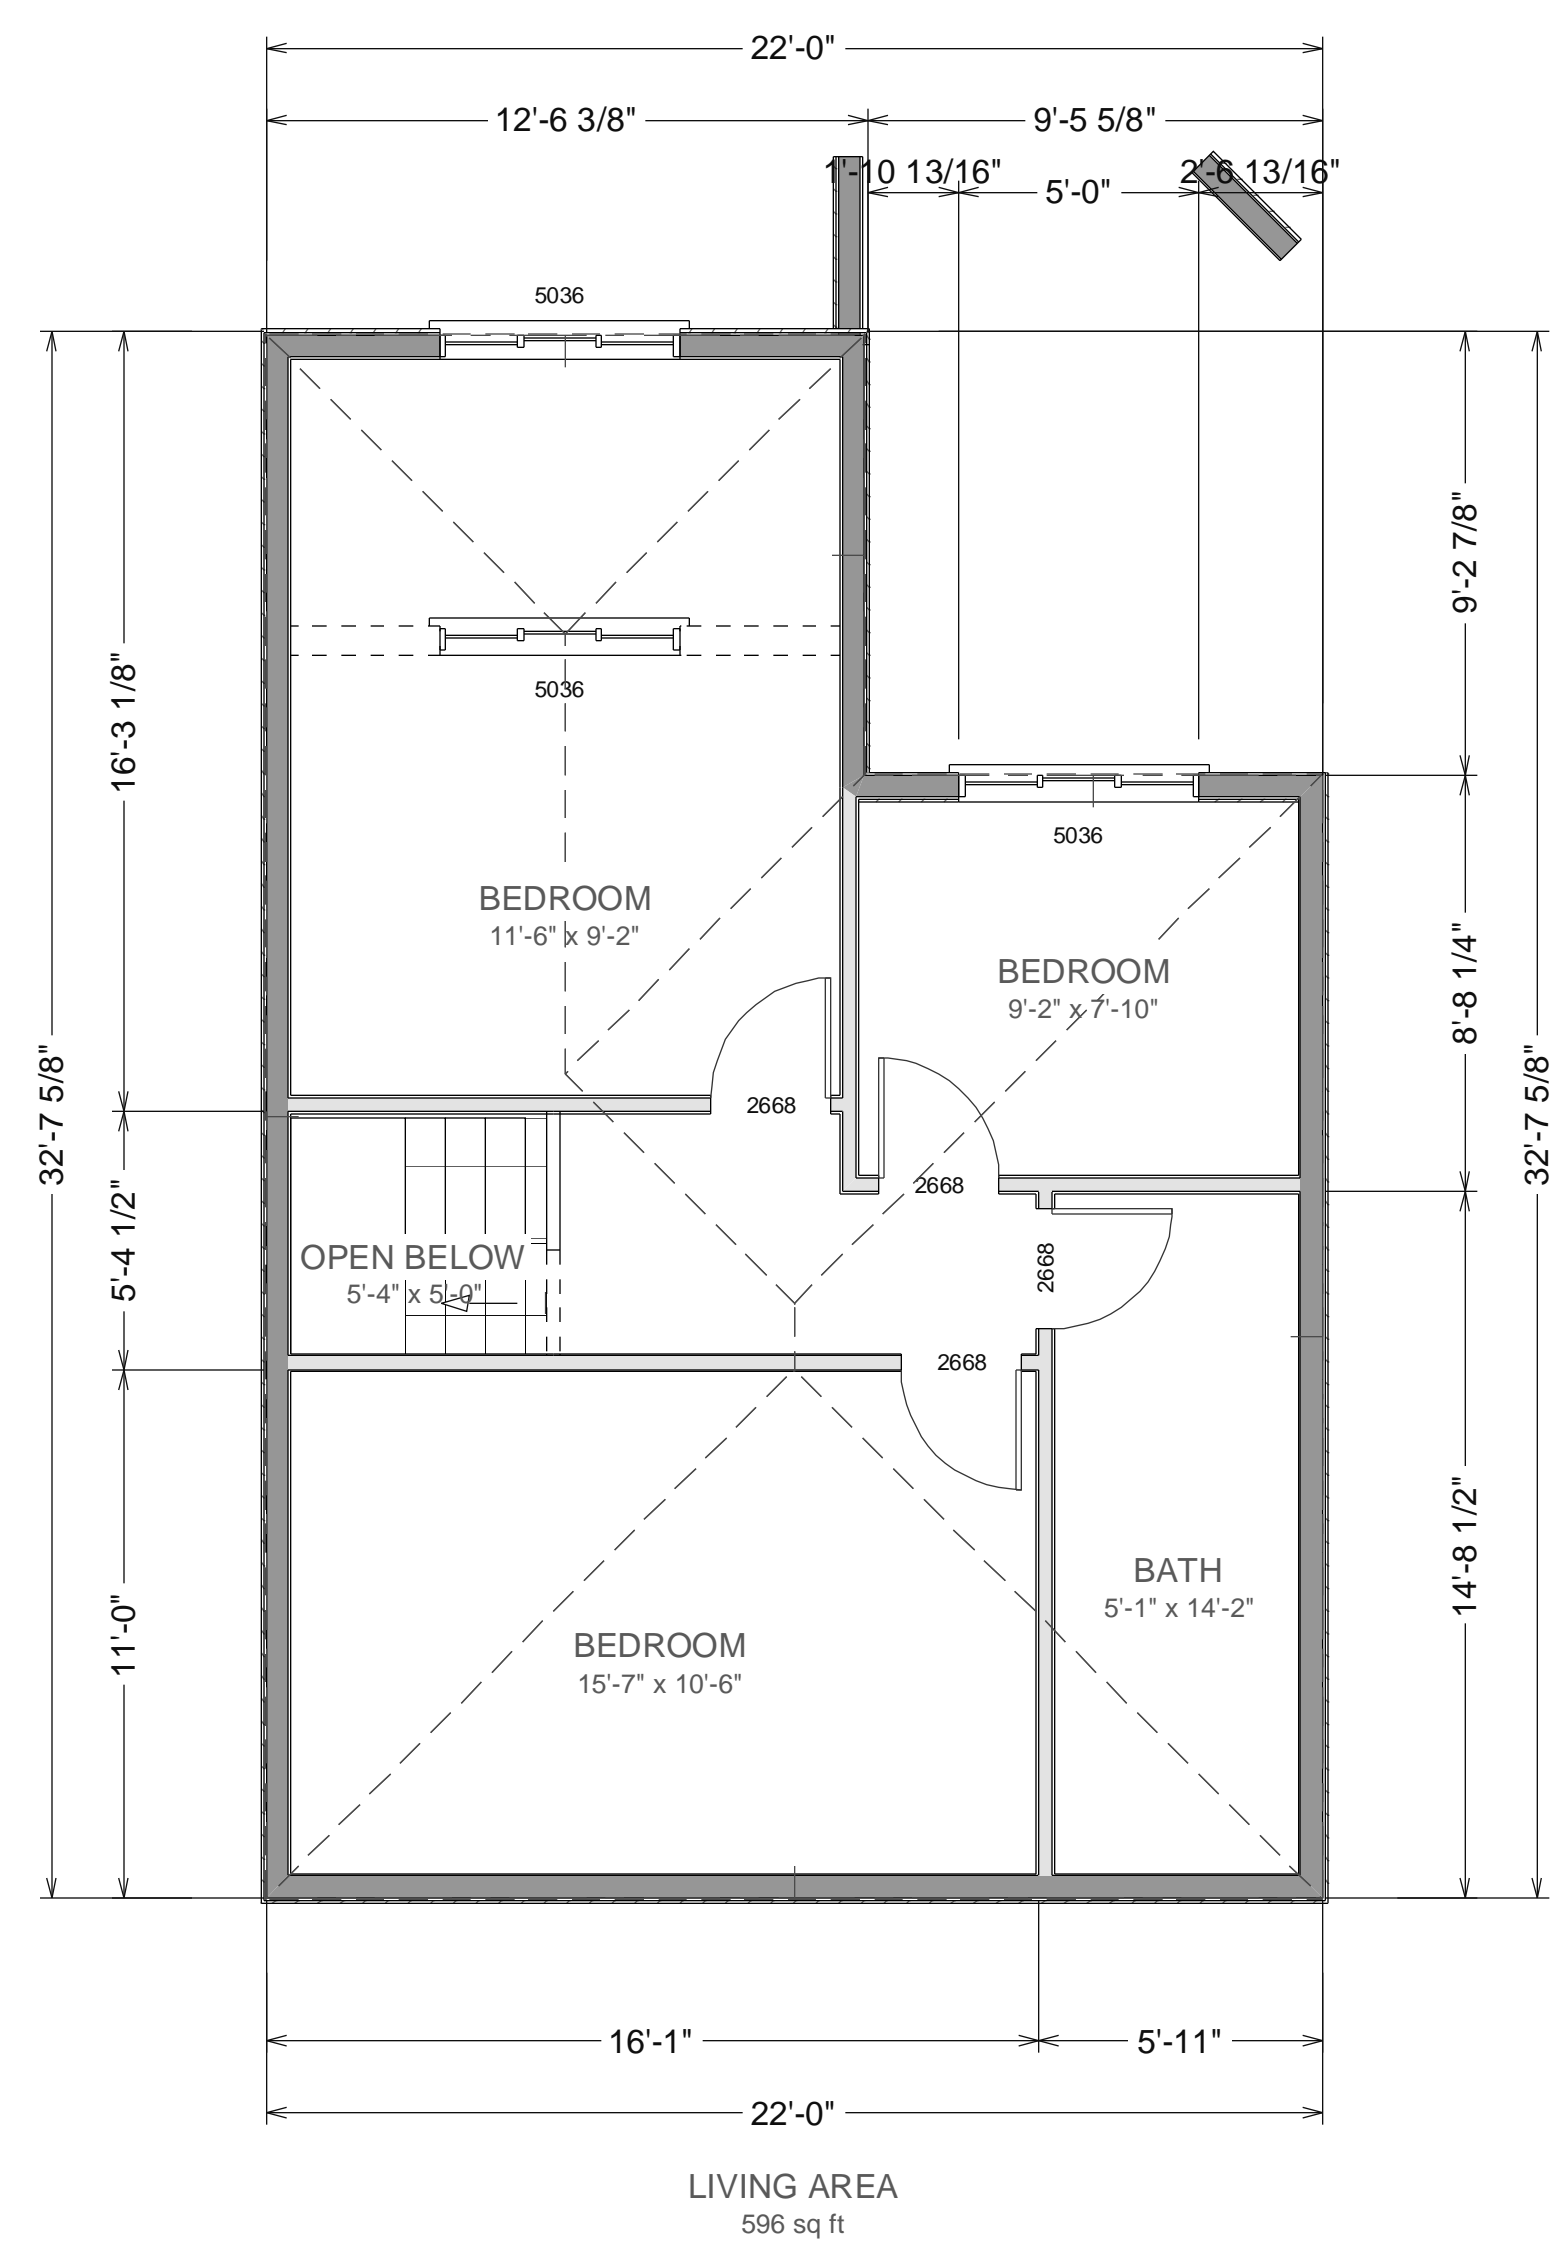 22'-0"
12'-6 3/8"
9'-5 5/8"
1'-10 13/16"
5'-0"
2'-6 13/16"
5036
9'-2 7/8"
16'-3 1/8"
5036
5036
BEDROOM
11'-6" x 9'-2"
BEDROOM
9'-2" x 7'-10"
8'-8 1/4"
32'-7 5/8"
32'-7 5/8"
2668
2668
5'-4 1/2"
OPEN BELOW
5'-4" x 5'-0"
2668
2668
14'-8 1/2"
BATH
5'-1" x 14'-2"
11'-0"
BEDROOM
15'-7" x 10'-6"
16'-1"
5'-11"
22'-0"
LIVING AREA
596 sq ft